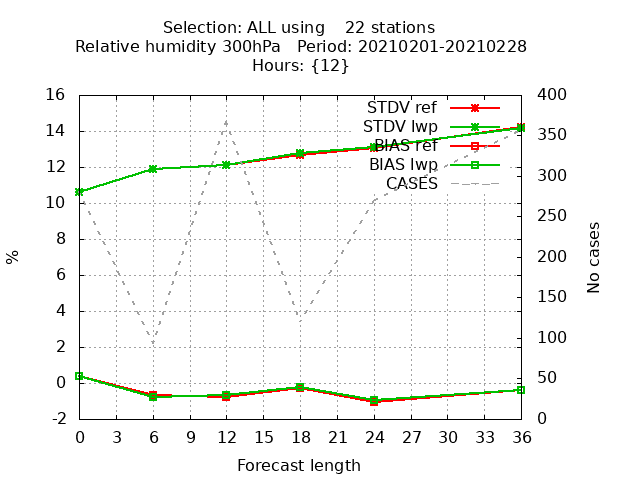 Selection: ALL using    22 stations
Relative humidity 300hPa   Period: 20210201-20210228
Hours: {12}
16 400
14 350
12 300
10 250
8 200
6 150
4 100
2 50
0 0
-2
STDV ref
STDV lwp
BIAS ref
BIAS lwp
CASES
%
No cases
0 3 6 9 12 15 18 21 24 27 30 33 36
Forecast length